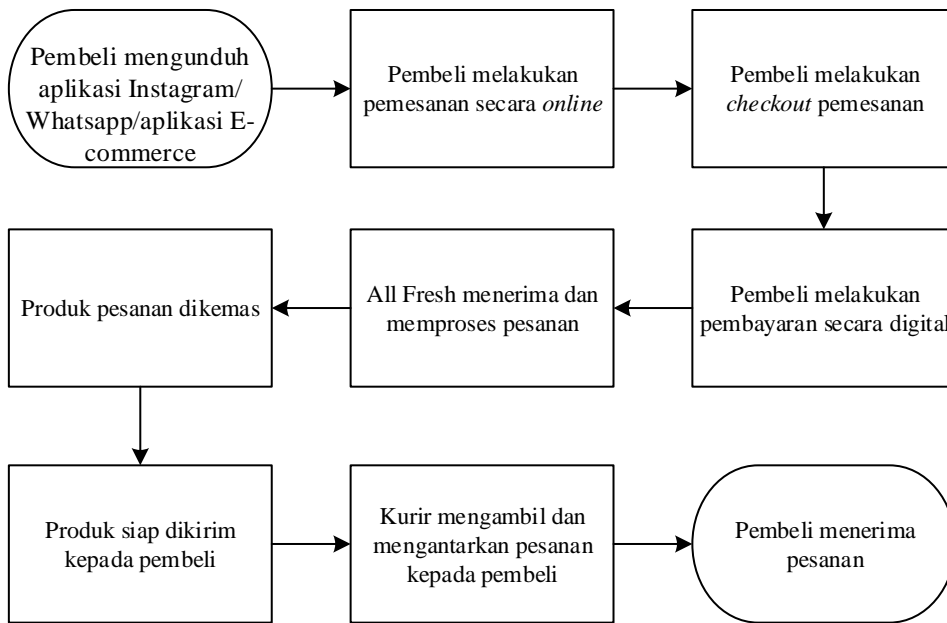 Pembeli mengunduh
aplikasi Instagram/
Whatsapp/aplikasi E-
commerce
Pembeli melakukan
pemesanan secara online
Pembeli melakukan
checkout pemesanan
Pembeli melakukan
pembayaran secara digital
All Fresh menerima dan
memproses pesanan
Produk pesanan dikemas
Produk siap dikirim
kepada pembeli
Kurir mengambil dan
mengantarkan pesanan
kepada pembeli
Pembeli menerima
pesanan